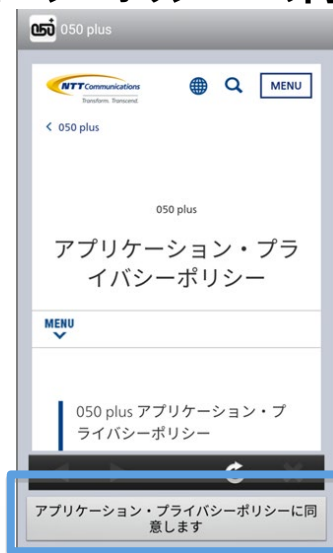 050 plus
NTT Communications
Transform. Transcend
MENU
< 050 plus
050 plus
アプリケーション・プラ
イバシーポリシー
MENU
050 plus アプリケーション・プ
ライバシーポリシー
アプリケーション・プライバシーポリシーに同
意します